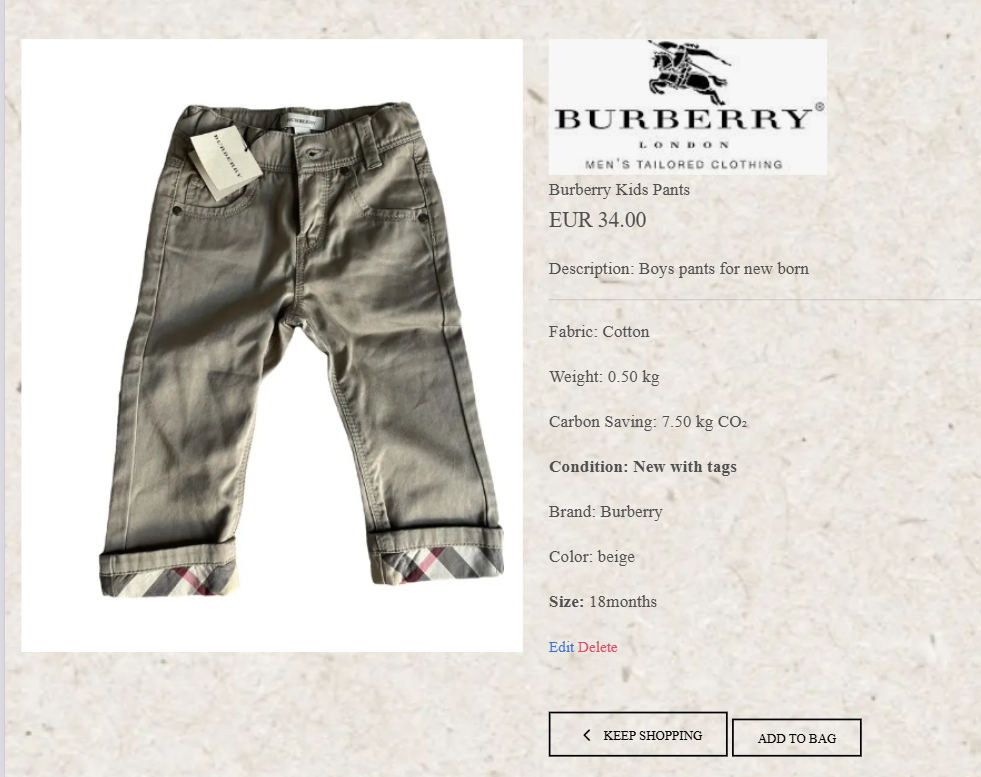 BURBERRY
BURBERRY
BURBERRY®
LONDON
MEN'S TAILORED CLOTHING
Burberry Kids Pants
EUR 34.00
Description: Boys pants for new born
Fabric: Cotton
Weight: 0.50 kg
Carbon Saving: 7.50 kg CO₂
Condition: New with tags
Brand: Burberry
Color: beige
Size: 18months
Edit Delete
KEEP SHOPPING
ADD TO BAG